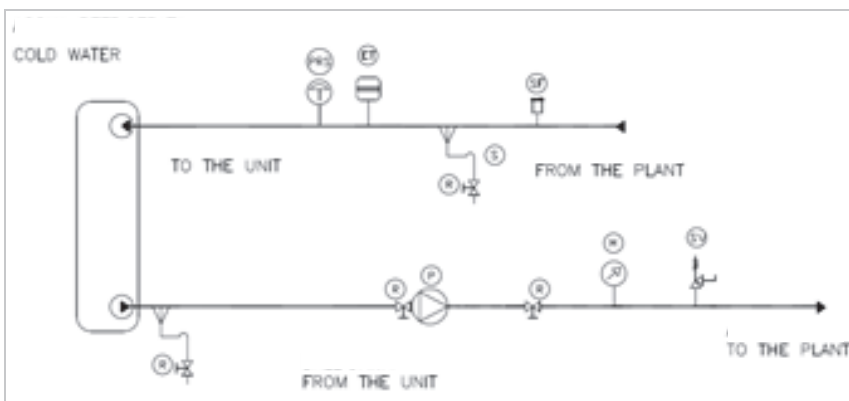 COLD WATER
PRS
ET
SF
TO THE UNIT
S
FROM THE PLANT
R
M
SV
R
P
R
R
FROM THE UNIT
TO THE PLANT